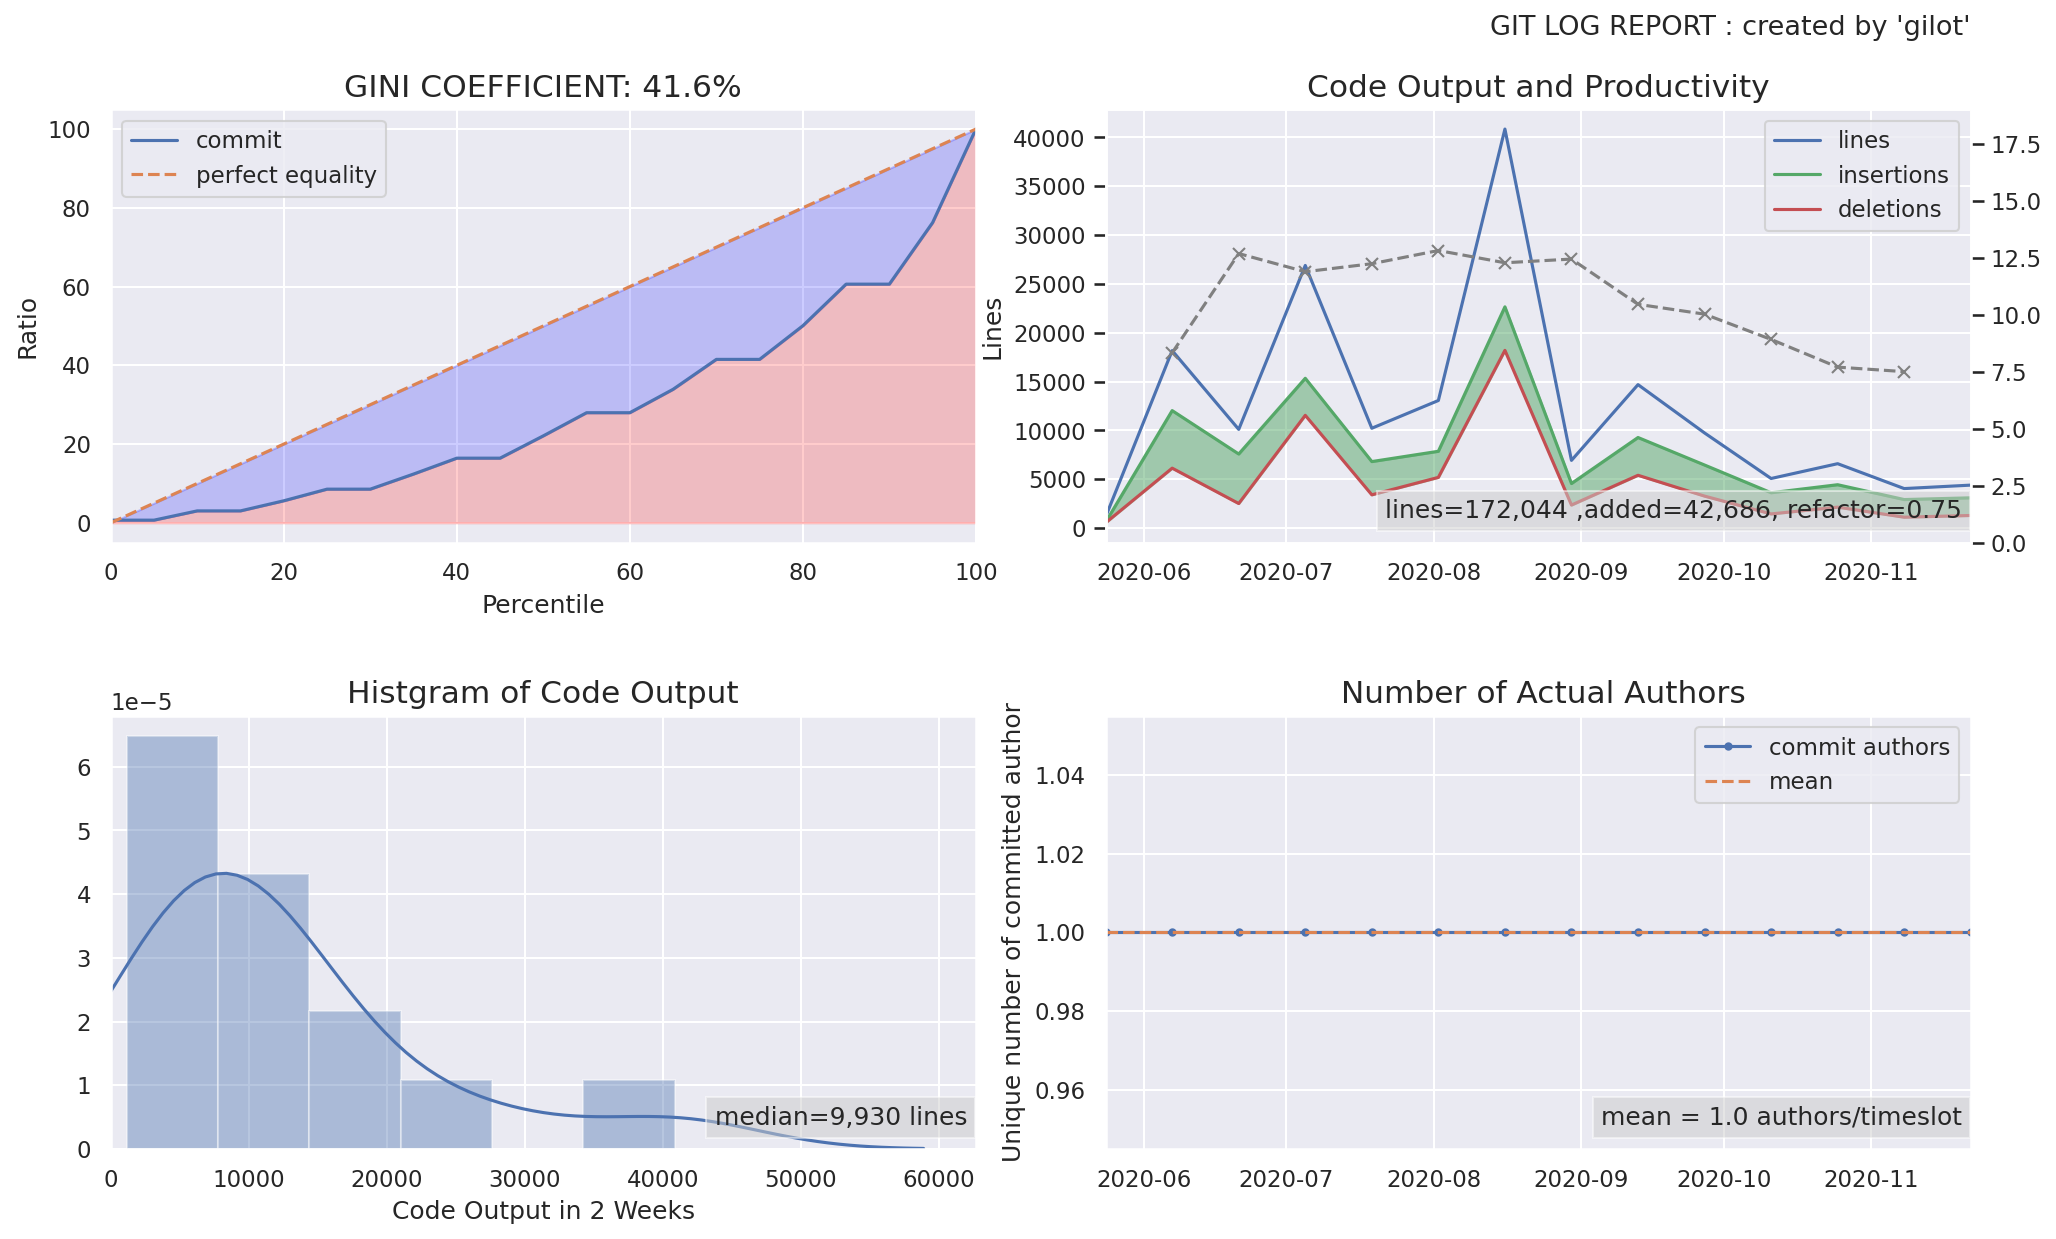 GIT LOG REPORT : created by 'gilot'
GINI COEFFICIENT: 41.6%
commit
perfect equality
Ratio
100
80
60
40
20
0
0 20 40 60 80 100
Percentile
Code Output and Productivity
lines
insertions
deletions
Lines
40000
35000
30000
25000
20000
15000
10000
5000
0
17.5
15.0
12.5
10.0
7.5
5.0
2.5
0.0
lines=172,044 ,added=42,686, refactor=0.75
2020-06 2020-07 2020-08 2020-09 2020-10 2020-11
Histgram of Code Output
1e−5
6
5
4
3
2
1
0
median=9,930 lines
0 10000 20000 30000 40000 50000 60000
Code Output in 2 Weeks
Number of Actual Authors
commit authors
mean
Unique number of committed author
1.04
1.02
1.00
0.98
0.96
mean = 1.0 authors/timeslot
2020-06 2020-07 2020-08 2020-09 2020-10 2020-11